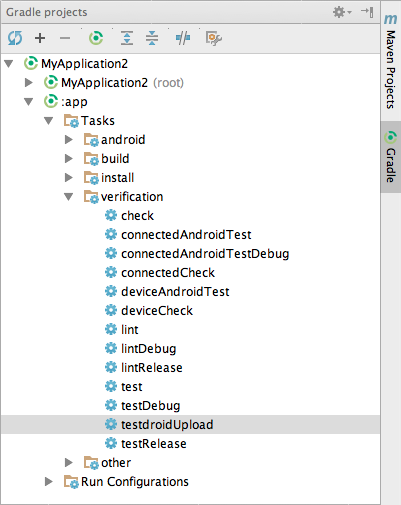 Gradle projects
MyApplication2
MyApplication2 (root)
:app
Tasks
android
build
install
verification
check
connectedAndroidTest
connectedAndroidTestDebug
connectedCheck
deviceAndroidTest
deviceCheck
lint
lintDebug
lintRelease
test
testDebug
testdroidUpload
testRelease
other
Run Configurations
m
Maven Projects
Gradle